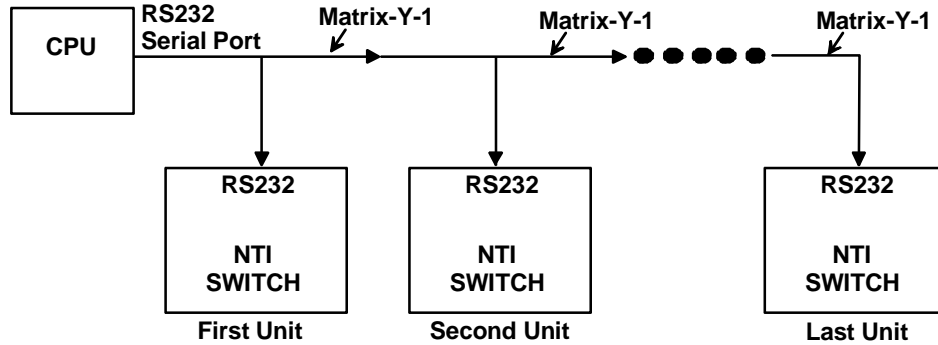 RS232
Serial Port
CPU
Matrix-Y-1
Matrix-Y-1
Matrix-Y-1
RS232
NTI
SWITCH
First Unit
RS232
NTI
SWITCH
Second Unit
RS232
NTI
SWITCH
Last Unit